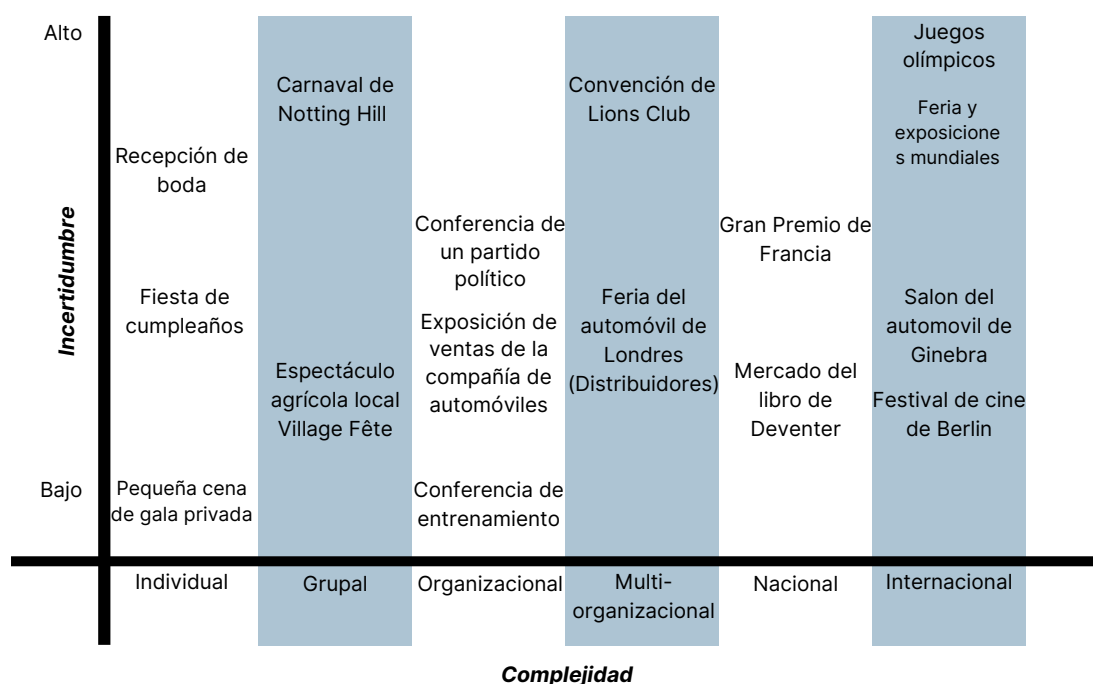 Alto
Bajo
Incertidumbre
Recepción de
boda
Fiesta de
cumpleaños
Pequeña cena
de gala privada
Individual
Carnaval de
Notting Hill
Espectáculo
agrícola local
Village Fête
Grupal
Conferencia de
un partido
político
Exposición de
ventas de la
compañía de
automóviles
Conferencia de
entrenamiento
Organizacional
Convención de
Lions Club
Feria del
automóvil de
Londres
(Distribuidores)
Multi-
organizacional
Gran Premio de
Francia
Mercado del
libro de
Deventer
Nacional
Juegos
olímpicos
Feria y
exposicione
s mundiales
Salon del
automovil de
Ginebra
Festival de cine
de Berlin
Internacional
Complejidad